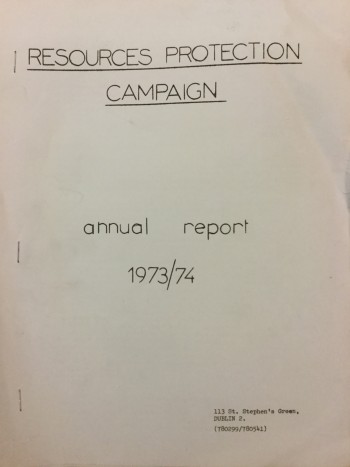 RESOURCES PROTECTION
CAMPAIGN
annual report
1973/74
113 St. Stephen's Green,
DUBLIN 2.
(780299/780541)